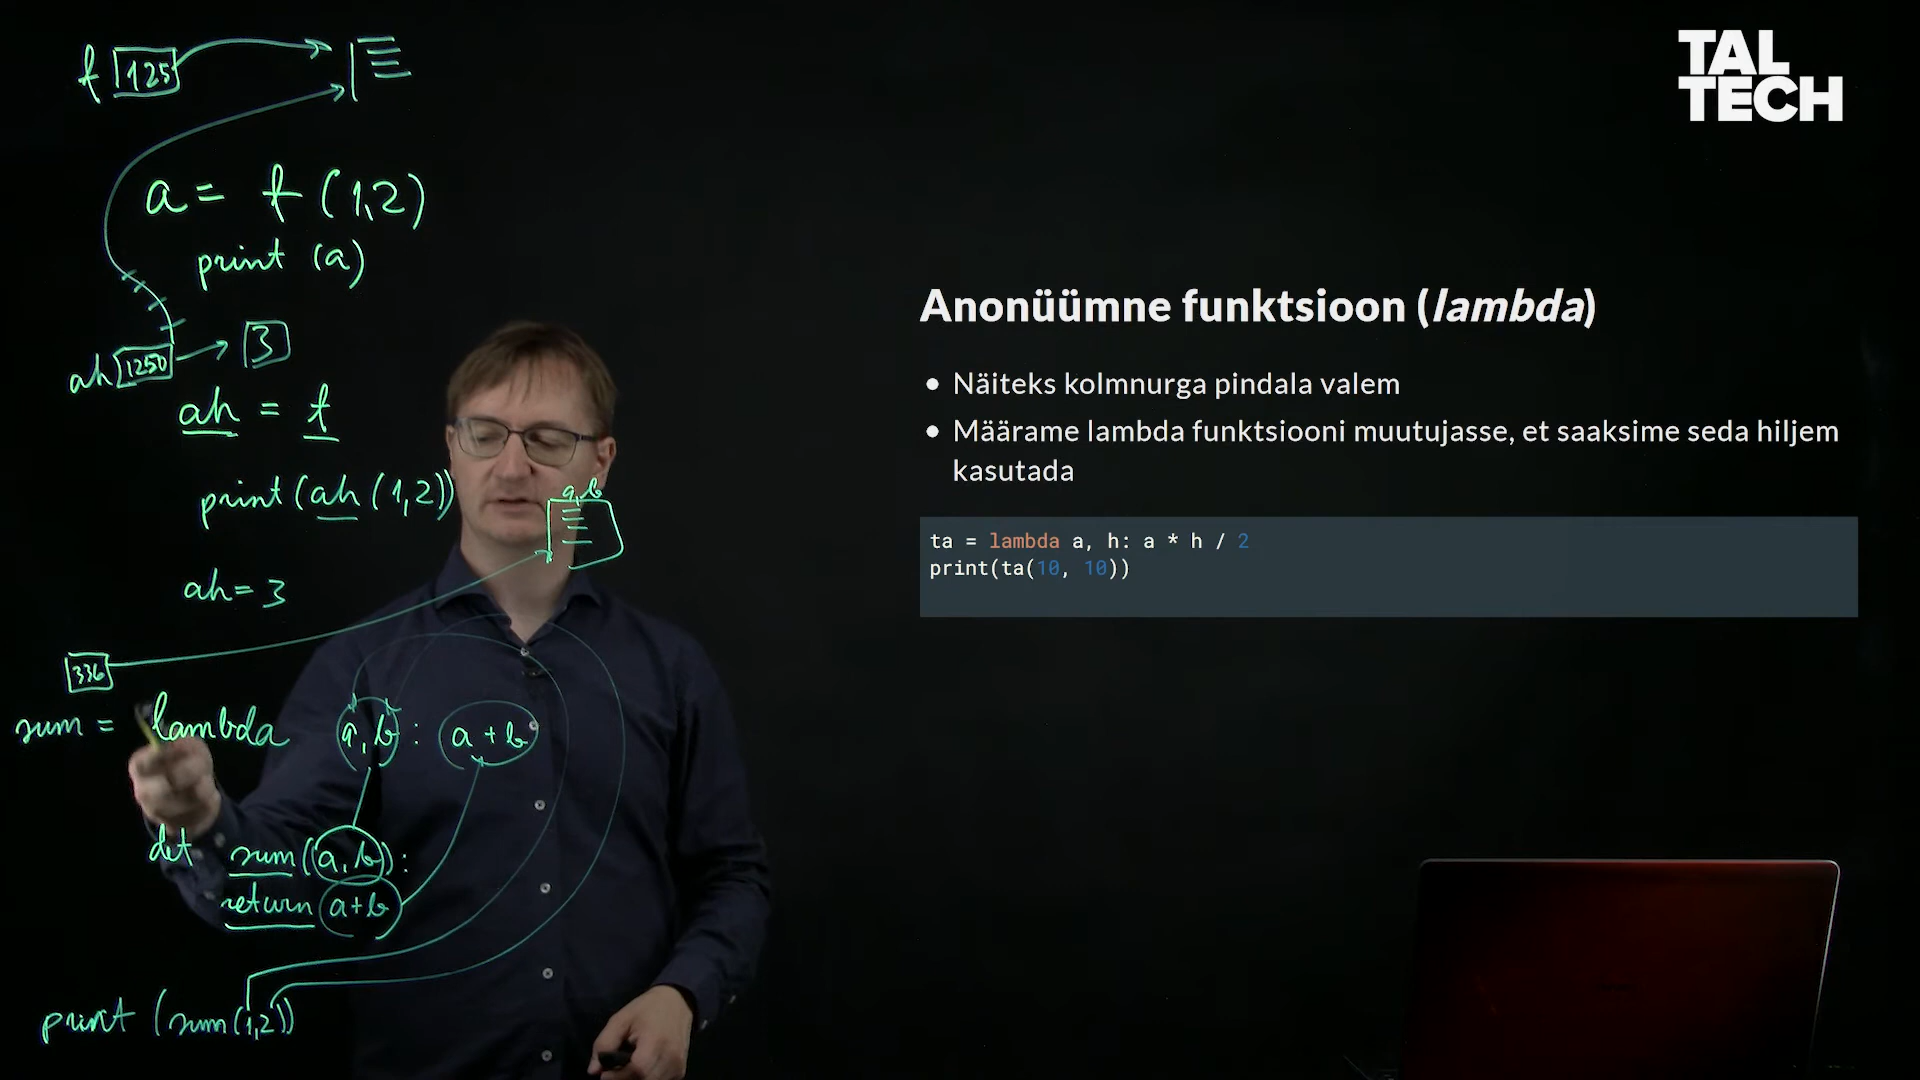 f 125
a = f (1,2)
print (a)
ah 1250 3
ah = f
print (ah (1,2))
a, b
ah = 3
336
sum = lambda a, b : a + b
def sum (a, b) :
return a + b
print (sum (1,2))
TAL
TECH
Anonüümne funktsioon (lambda)
• Näiteks kolmnurga pindala valem
• Määrame lambda funktsiooni muutujasse, et saaksime seda hiljem
kasutada
ta = lambda a, h: a * h / 2
print(ta(10, 10))